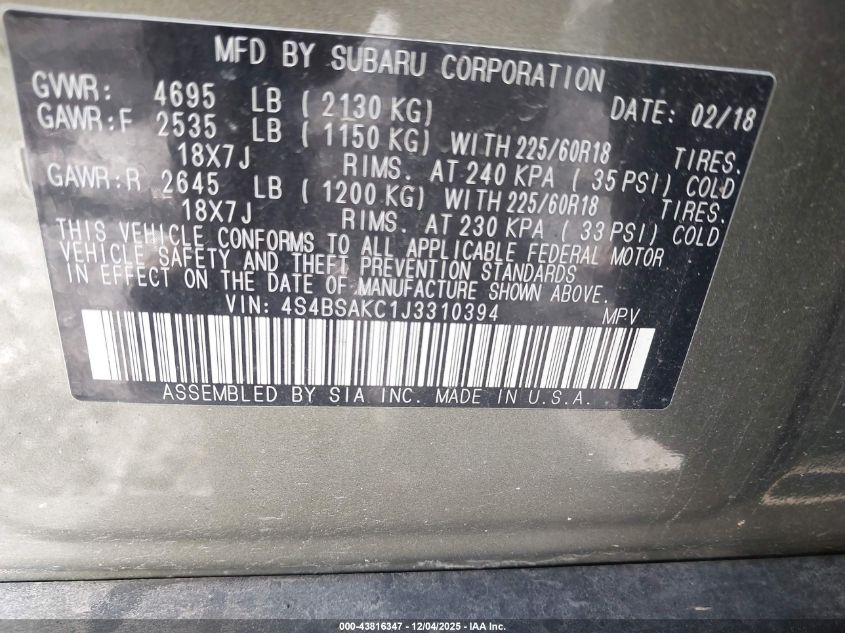 MFD BY SUBARU CORPORATION
GVWR: 4695 LB ( 2130 KG) DATE: 02/18
GAWR:F 2535 LB ( 1150 KG) WITH 225/60R18 TIRES.
18X7J RIMS. AT 240 KPA ( 35 PSI) COLD
GAWR:R 2645 LB ( 1200 KG) WITH 225/60R18 TIRES.
18X7J RIMS. AT 230 KPA ( 33 PSI) COLD
THIS VEHICLE CONFORMS TO ALL APPLICABLE FEDERAL MOTOR
VEHICLE SAFETY AND THEFT PREVENTION STANDARDS
IN EFFECT ON THE DATE OF MANUFACTURE SHOWN ABOVE.
VIN: 4S4BSAKC1J3310394 MPV
ASSEMBLED BY SIA INC. MADE IN U.S.A.
000-43816347 - 12/04/2025 - IAA Inc.